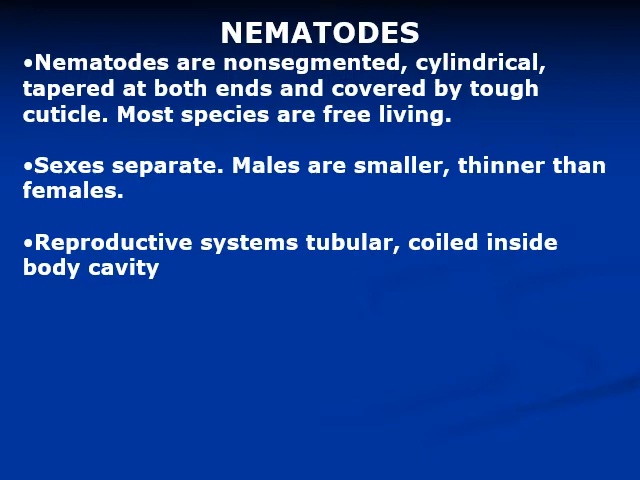 NEMATODES
•Nematodes are nonsegmented, cylindrical,
tapered at both ends and covered by tough
cuticle. Most species are free living.
•Sexes separate. Males are smaller, thinner than
females.
•Reproductive systems tubular, coiled inside
body cavity